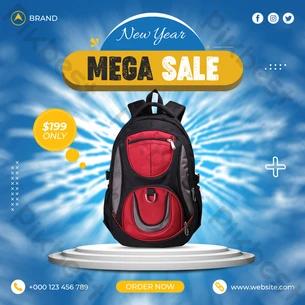 BRAND
New Year
MEGA SALE
$199
ONLY
+000 123 456 789
ORDER NOW
www.website.com